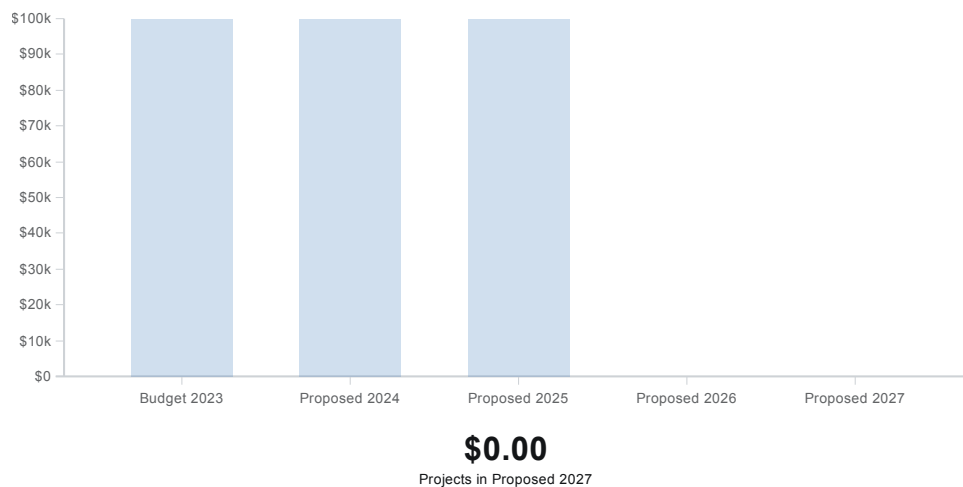 $100k
$90k
$80k
$70k
$60k
$50k
$40k
$30k
$20k
$10k
$0
Budget 2023 Proposed 2024 Proposed 2025 Proposed 2026 Proposed 2027
$0.00
Projects in Proposed 2027